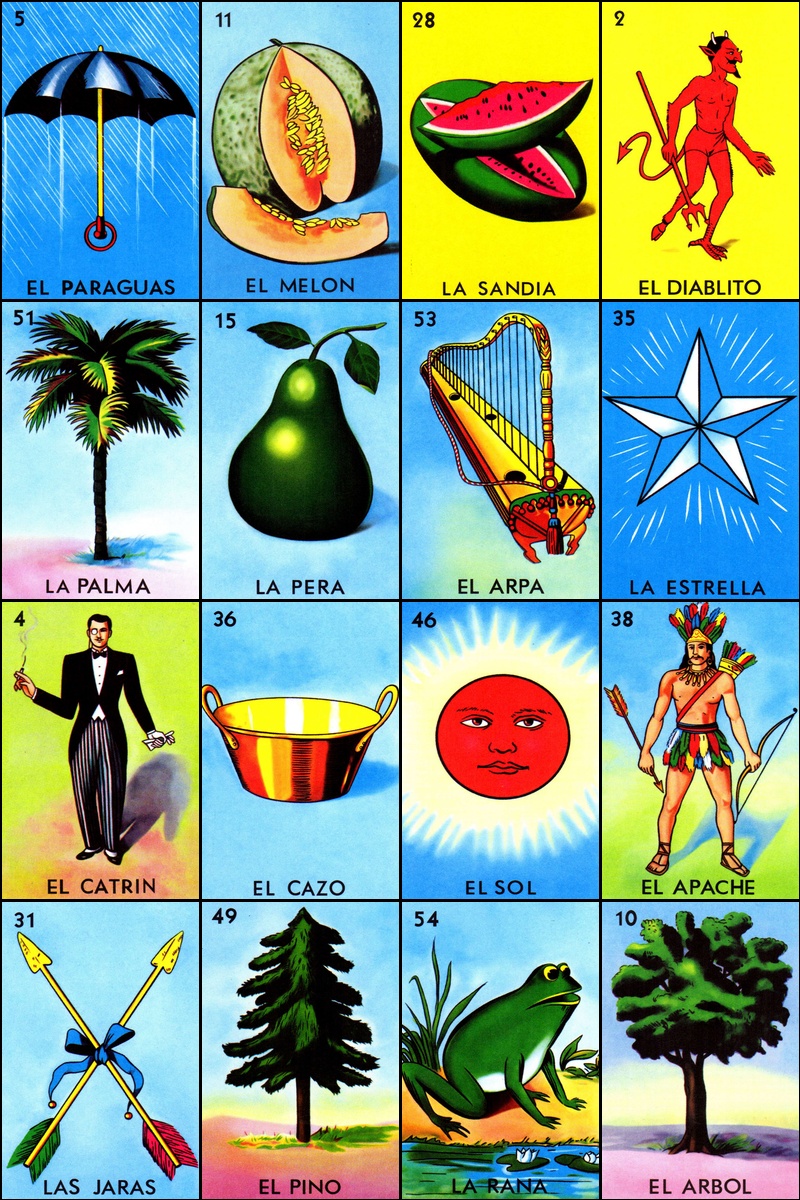 5
EL PARAGUAS
11
EL MELON
28
LA SANDIA
2
EL DIABLITO
51
LA PALMA
15
LA PERA
53
EL ARPA
35
LA ESTRELLA
4
EL CATRIN
36
EL CAZO
46
EL SOL
38
EL APACHE
31
LAS JARAS
49
EL PINO
54
LA RANA
10
EL ARBOL